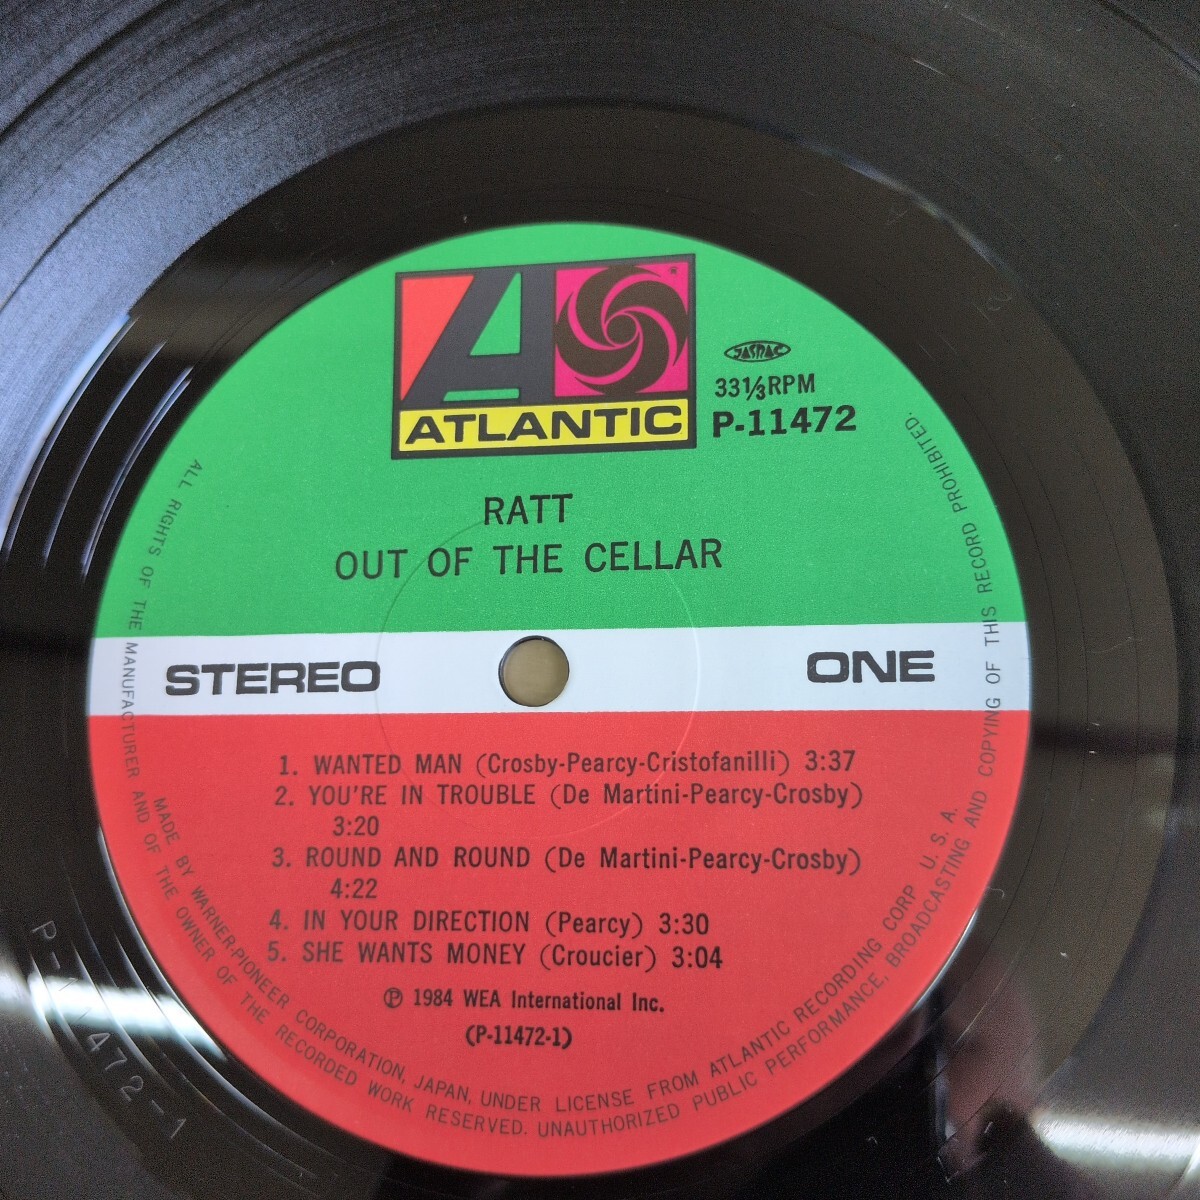 JASRAC
33 1/3 RPM
P-11472
ATLANTIC
®
RATT
OUT OF THE CELLAR
STEREO
ONE
1. WANTED MAN (Crosby-Pearcy-Cristofanilli) 3:37
2. YOU'RE IN TROUBLE (De Martini-Pearcy-Crosby)
3:20
3. ROUND AND ROUND (De Martini-Pearcy-Crosby)
4:22
4. IN YOUR DIRECTION (Pearcy) 3:30
5. SHE WANTS MONEY (Croucier) 3:04
℗ 1984 WEA International Inc.
(P-11472-1)
MADE BY WARNER-PIONEER CORPORATION, JAPAN, UNDER LICENSE FROM ATLANTIC RECORDING CORP. U. S. A.
ALL RIGHTS OF THE MANUFACTURER AND OF THE OWNER OF THE RECORDED WORK RESERVED. UNAUTHORIZED PUBLIC PERFORMANCE, BROADCASTING AND COPYING OF THIS RECORD PROHIBITED.